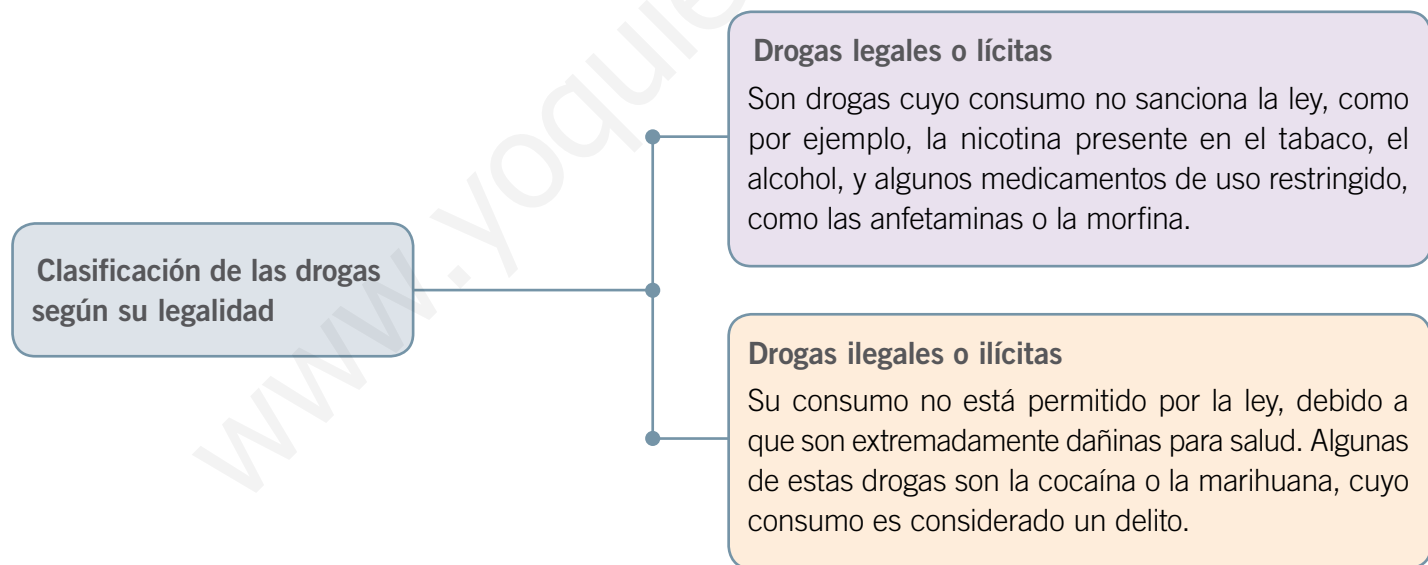 Clasificación de las drogas
según su legalidad
Drogas legales o lícitas
Son drogas cuyo consumo no sanciona la ley, como
por ejemplo, la nicotina presente en el tabaco, el
alcohol, y algunos medicamentos de uso restringido,
como las anfetaminas o la morfina.
Drogas ilegales o ilícitas
Su consumo no está permitido por la ley, debido a
que son extremadamente dañinas para salud. Algunas
de estas drogas son la cocaína o la marihuana, cuyo
consumo es considerado un delito.
www.yoquie